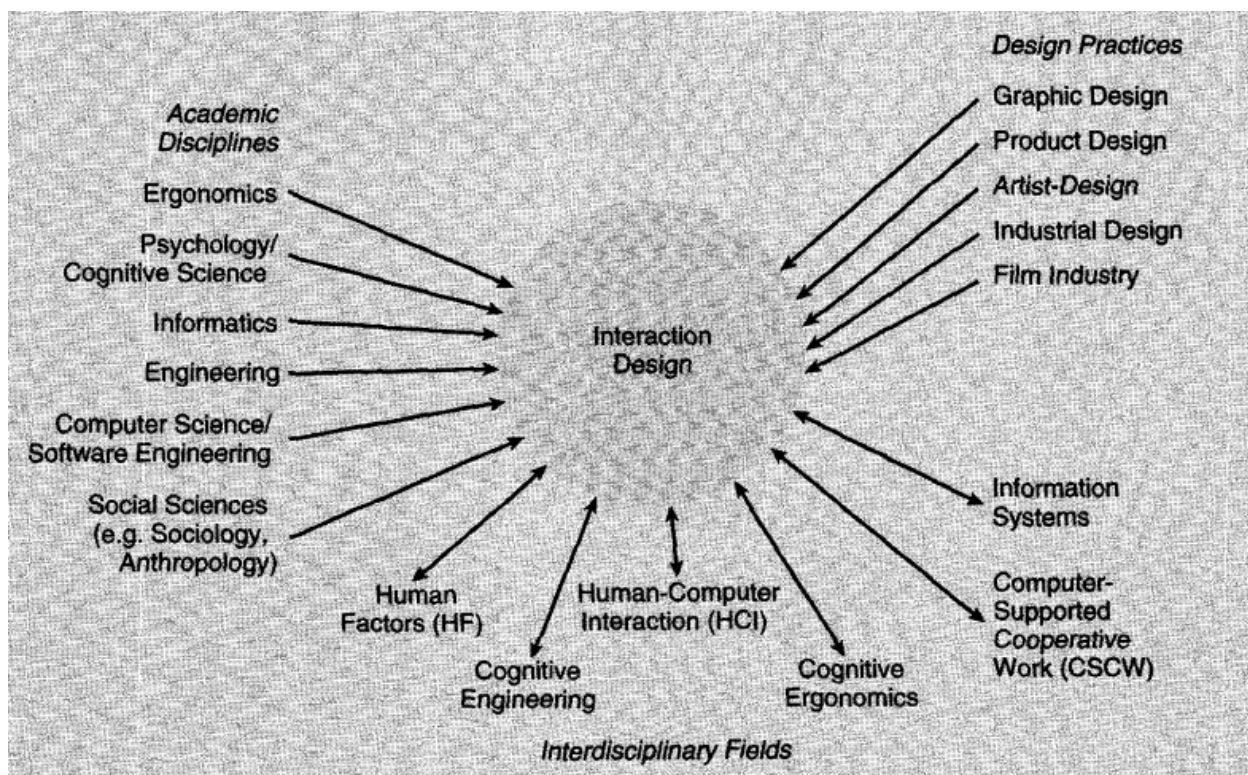 Academic
Disciplines
Ergonomics
Psychology/
Cognitive Science
Informatics
Engineering
Computer Science/
Software Engineering
Social Sciences
(e.g. Sociology,
Anthropology)
Interaction
Design
Design Practices
Graphic Design
Product Design
Artist-Design
Industrial Design
Film Industry
Information
Systems
Computer-
Supported
Cooperative
Work (CSCW)
Human
Factors (HF)
Cognitive
Engineering
Human-Computer
Interaction (HCI)
Cognitive
Ergonomics
Interdisciplinary Fields